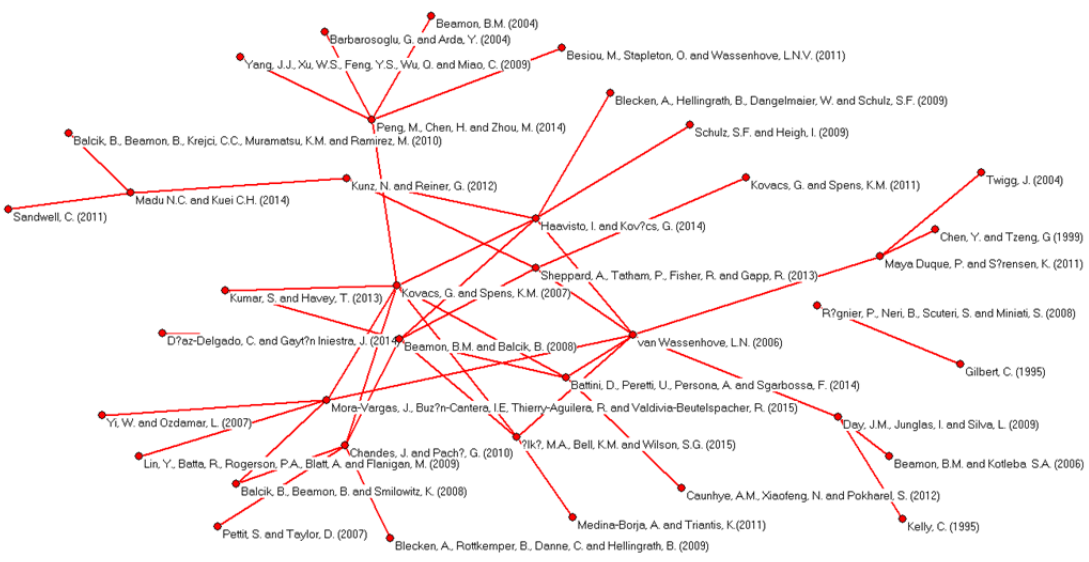 Beamon, B.M. (2004)
Barbarosoglu, G. and Arda, Y. (2004)
Besiou, M., Stapleton, O. and Wassenhove, L.N.V. (2011)
Yang, J.J., Xu, W.S., Feng, Y.S., Wu, Q. and Miao, C. (2009)
Blecken, A., Hellingrath, B., Dangelmaier, W. and Schulz, S.F. (2009)
Peng, M., Chen, H. and Zhou, M. (2014)
Schulz, S.F. and Heigh, I. (2009)
Balcik, B., Beamon, B., Krejci, C.C., Muramatsu, K.M. and Ramirez, M. (2010)
Twigg, J. (2004)
Kunz, N. and Reiner, G. (2012)
Kovacs, G. and Spens, K.M. (2011)
Madu N.C. and Kuei C.H. (2014)
Sandwell, C. (2011)
Haavisto, I. and Kov?cs, G. (2014)
Chen, Y. and Tzeng, G (1999)
Maya Duque, P. and S?rensen, K. (2011)
Sheppard, A., Tatham, P., Fisher, R. and Gapp, R. (2013)
Kovacs, G. and Spens, K.M. (2007)
Kumar, S. and Havey, T. (2013)
R?gnier, P., Neri, B., Scuteri, S. and Miniati, S. (2008)
D?az-Delgado, C. and Gayt?n Iniestra, J. (2014)
Beamon, B.M. and Balcik, B. (2008)
van Wassenhove, L.N. (2006)
Gilbert, C. (1995)
Battini, D., Peretti, U., Persona, A. and Sgarbossa, F. (2014)
Mora-Vargas, J., Buz?n-Cantera, I.E, Thierry-Aguilera, R. and Valdivia-Beutelspacher, R. (2015)
Yi, W. and Ozdamar, L. (2007)
Day, J.M., Junglas, I. and Silva, L. (2009)
?lk?, M.A., Bell, K.M. and Wilson, S.G. (2015)
Chandes, J. and Pach?, G. (2010)
Lin, Y., Batta, R., Rogerson, P.A., Blatt, A. and Flanigan, M. (2009)
Beamon, B.M. and Kotleba S.A. (2006)
Balcik, B., Beamon, B. and Smilowitz, K. (2008)
Caunhye, A.M., Xiaofeng, N. and Pokharel, S. (2012)
Medina-Borja, A. and Triantis, K.(2011)
Kelly, C. (1995)
Pettit, S. and Taylor, D. (2007)
Blecken, A., Rottkemper, B., Danne, C. and Hellingrath, B. (2009)